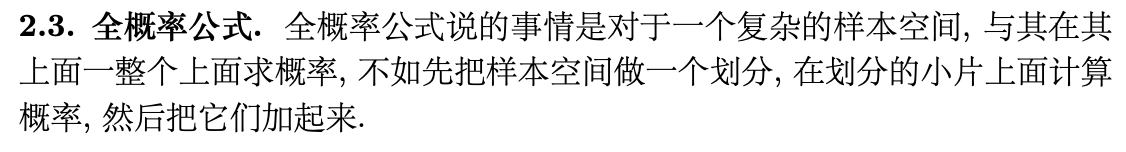 2.3. 全概率公式. 全概率公式说的事情是对于一个复杂的样本空间, 与其在其
上面一整个上面求概率, 不如先把样本空间做一个划分, 在划分的小片上面计算
概率, 然后把它们加起来.